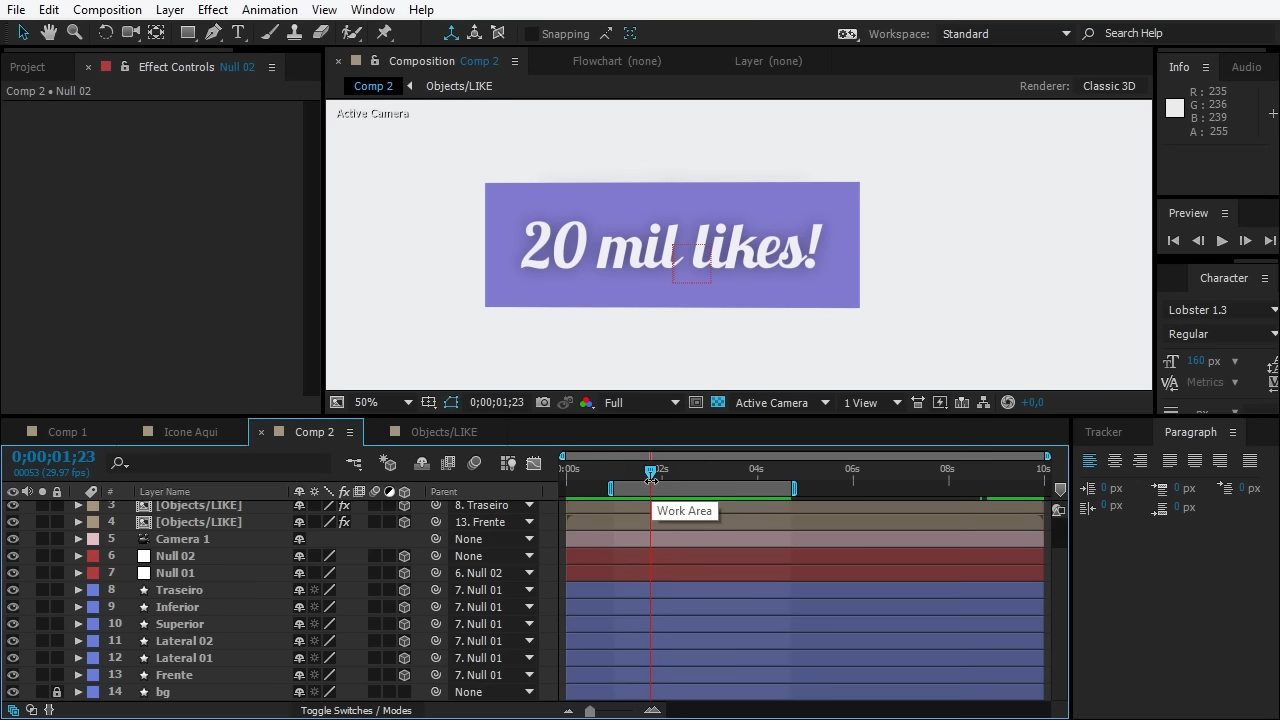 File Edit Composition Layer Effect Animation View Window Help
Snapping Workspace: Standard Search Help
Project Effect Controls Null 02 Composition Comp 2 Flowchart (none) Layer (none) Info Audio
Comp 2 • Null 02 Comp 2 Objects/LIKE Renderer: Classic 3D
R: 235
G: 236
B: 239
A: 255
Active Camera
20 mil likes!
Preview
Character
Lobster 1.3
Regular
160 px
Metrics
50% 0;00;01;23 Full Active Camera 1 View +0,0
Comp 1 Icone Aqui Comp 2 Objects/LIKE Tracker Paragraph
0;00;01;23
00053 (29.97 fps)
02s 04s 06s 08s 10s
# Layer Name Parent
0 px 0 px 0 px
0 px 0 px
Work Area
3 [Objects/LIKE] 8. Traseiro
4 [Objects/LIKE] 13. Frente
5 Camera 1 None
6 Null 02 None
7 Null 01 6. Null 02
8 Traseiro 7. Null 01
9 Inferior 7. Null 01
10 Superior 7. Null 01
11 Lateral 02 7. Null 01
12 Lateral 01 7. Null 01
13 Frente 7. Null 01
14 bg None
Toggle Switches / Modes